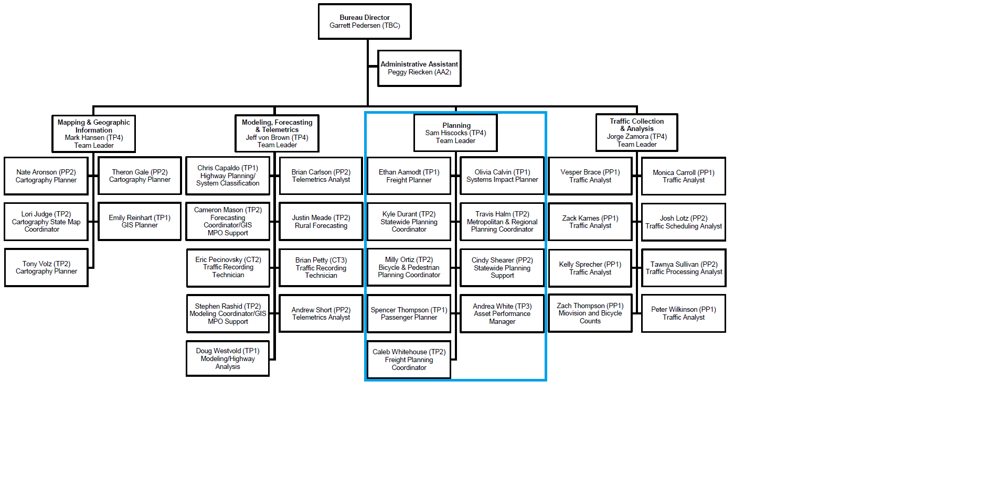 Bureau Director
Garrett Pedersen (TBC)
Administrative Assistant
Peggy Riecken (AA2)
Mapping & Geographic
Information
Mark Hansen (TP4)
Team Leader
Nate Aronson (PP2)
Cartography Planner
Theron Gale (PP2)
Cartography Planner
Lori Judge (TP2)
Cartography State Map
Coordinator
Emily Reinhart (TP1)
GIS Planner
Tony Volz (TP2)
Cartography Planner
Modeling, Forecasting
& Telemetrics
Jeff von Brown (TP4)
Team Leader
Chris Capaldo (TP1)
Highway Planning/
System Classification
Brian Carlson (PP2)
Telemetrics Analyst
Cameron Mason (TP2)
Forecasting
Coordinator/GIS
MPO Support
Justin Meade (TP2)
Rural Forecasting
Eric Pecinovsky (CT2)
Traffic Recording
Technician
Brian Petty (CT3)
Traffic Recording
Technician
Stephen Rashid (TP2)
Modeling Coordinator/GIS
MPO Support
Andrew Short (PP2)
Telemetrics Analyst
Doug Westvold (TP1)
Modeling/Highway
Analysis
Planning
Sam Hiscocks (TP4)
Team Leader
Ethan Aamodt (TP1)
Freight Planner
Olivia Calvin (TP1)
Systems Impact Planner
Kyle Durant (TP2)
Statewide Planning
Coordinator
Travis Halm (TP2)
Metropolitan & Regional
Planning Coordinator
Milly Ortiz (TP2)
Bicycle & Pedestrian
Planning Coordinator
Cindy Shearer (PP2)
Statewide Planning
Support
Spencer Thompson (TP1)
Passenger Planner
Andrea White (TP3)
Asset Performance
Manager
Caleb Whitehouse (TP2)
Freight Planning
Coordinator
Traffic Collection
& Analysis
Jorge Zamora (TP4)
Team Leader
Vesper Brace (PP1)
Traffic Analyst
Monica Carroll (PP1)
Traffic Analyst
Zack Karnes (PP1)
Traffic Analyst
Josh Lotz (PP2)
Traffic Scheduling Analyst
Kelly Sprecher (PP1)
Traffic Analyst
Tawnya Sullivan (PP2)
Traffic Processing Analyst
Zach Thompson (PP1)
Miovision and Bicycle
Counts
Peter Wilkinson (PP1)
Traffic Analyst